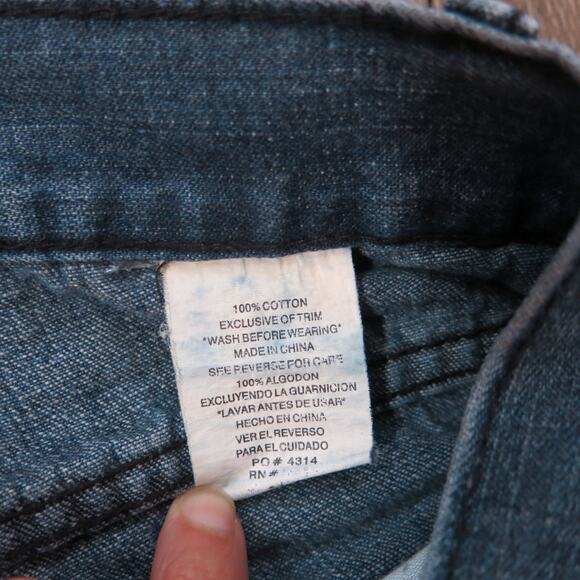 100% COTTON
EXCLUSIVE OF TRIM
"WASH BEFORE WEARING"
MADE IN CHINA
SEE REVERSE FOR CARE
100% ALGODON
EXCLUYENDO LA GUARNICION
"LAVAR ANTES DE USAR"
HECHO EN CHINA
VER EL REVERSO
PARA EL CUIDADO
PO # 4314
RN #